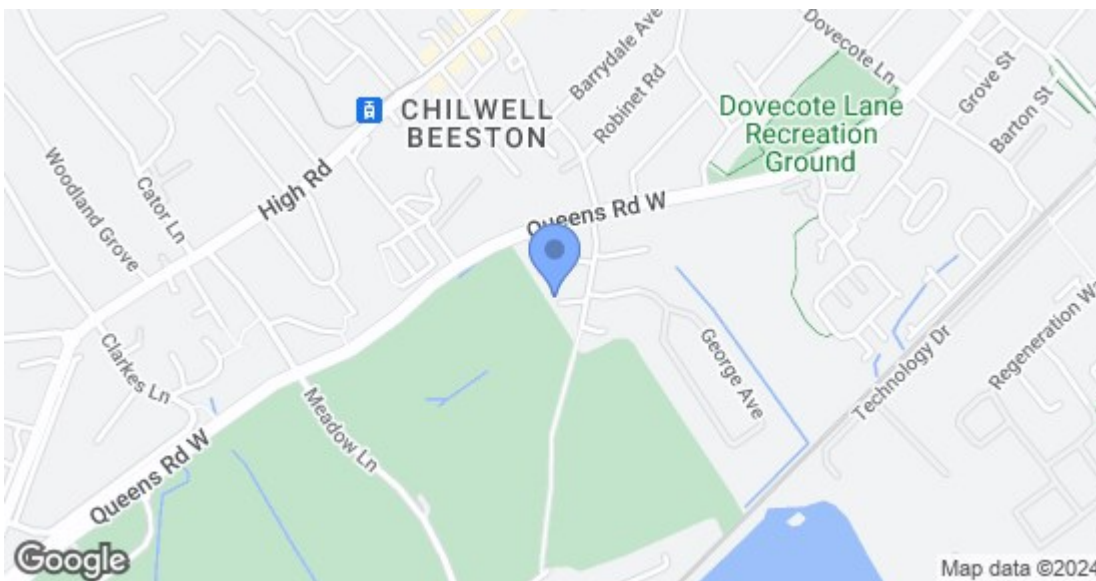 Dovecote Ln
Barrydale Ave
Grove St
CHILWELL
BEESTON
Robinet Rd
Dovecote Lane
Recreation
Ground
Barton St
Woodland Grove
Cator Ln
High Rd
Queens Rd W
Regeneration Wa
George Ave
Technology Dr
Clarkes Ln
Meadow Ln
Queens Rd W
Google
Map data ©2024